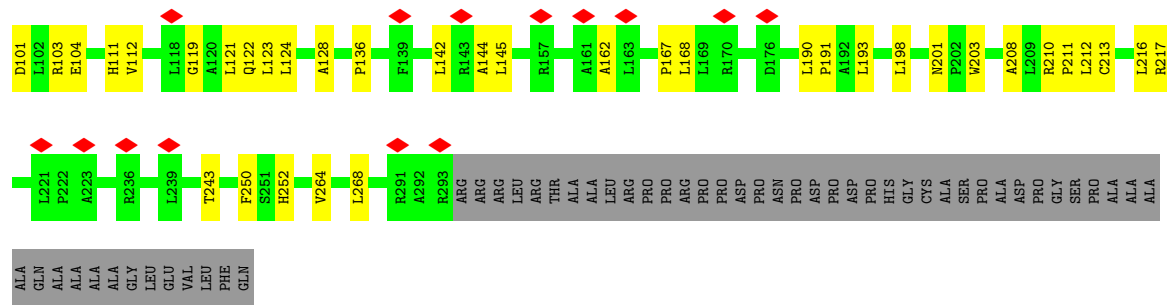 D101 L102 R103 E104 H111 V112 L118 G119 A120 L121 Q122 L123 L124 A128 P136 F139 L142 R143 A144 L145 R157 A161 A162 L163 P167 L168 L169 R170 D176 L190 P191 A192 L193 L198 N201 P202 W203 A208 L209 R210 P211 L212 C213 L216 R217
L221 P222 A223 R236 L239 T243 F250 S251 H252 V264 L268 R291 A292 R293 ARG ARG ARG LEU ARG THR ALA ALA LEU ARG PRO PRO ARG PRO PRO ASP PRO ASN PRO ASP PRO ASP PRO HIS GLY CYS ALA SER PRO ALA ASP PRO GLY SER PRO ALA ALA ALA
ALA GLN ALA ALA ALA ALA GLY LEU GLU VAL LEU PHE GLN